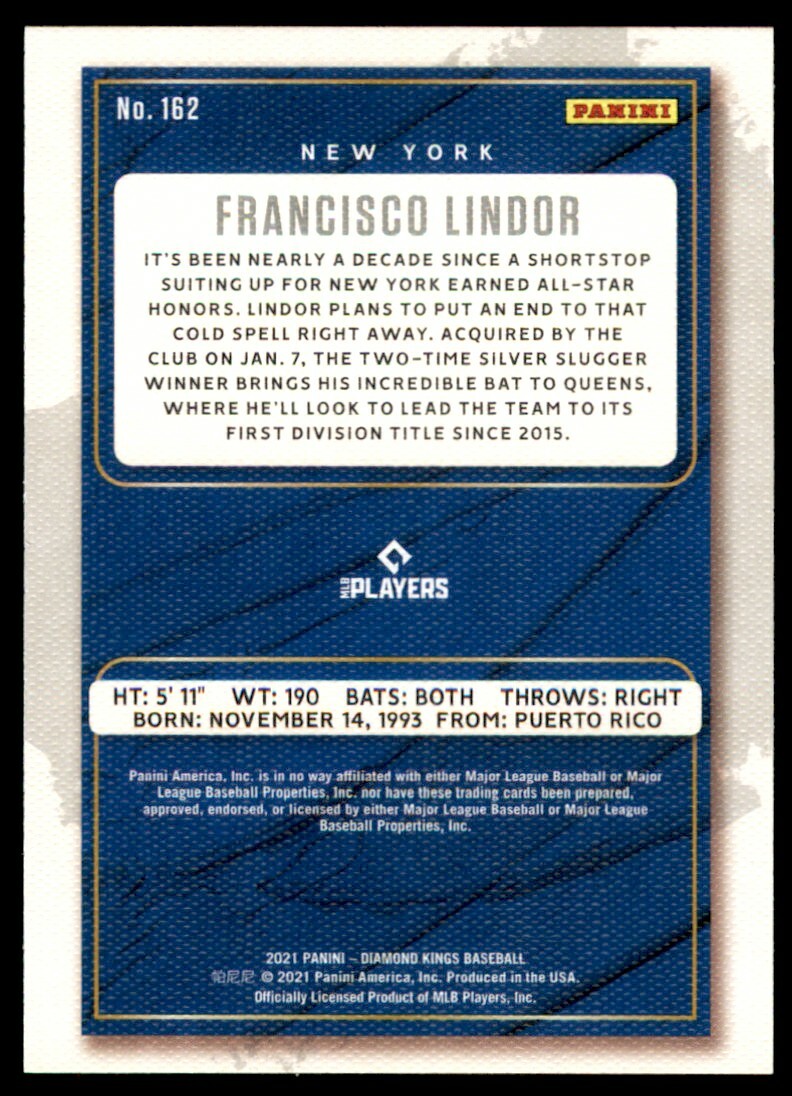 No. 162
PANINI
NEW YORK
FRANCISCO LINDOR
IT'S BEEN NEARLY A DECADE SINCE A SHORTSTOP
SUITING UP FOR NEW YORK EARNED ALL-STAR
HONORS. LINDOR PLANS TO PUT AN END TO THAT
COLD SPELL RIGHT AWAY. ACQUIRED BY THE
CLUB ON JAN. 7, THE TWO-TIME SILVER SLUGGER
WINNER BRINGS HIS INCREDIBLE BAT TO QUEENS,
WHERE HE'LL LOOK TO LEAD THE TEAM TO ITS
FIRST DIVISION TITLE SINCE 2015.
MLB PLAYERS
HT: 5' 11" WT: 190 BATS: BOTH THROWS: RIGHT
BORN: NOVEMBER 14, 1993 FROM: PUERTO RICO
Panini America, Inc. is in no way affiliated with either Major League Baseball or Major
League Baseball Properties, Inc. nor have these trading cards been prepared,
approved, endorsed, or licensed by either Major League Baseball or Major League
Baseball Properties, Inc.
2021 PANINI – DIAMOND KINGS BASEBALL
帕尼尼 © 2021 Panini America, Inc. Produced in the USA.
Officially Licensed Product of MLB Players, Inc.